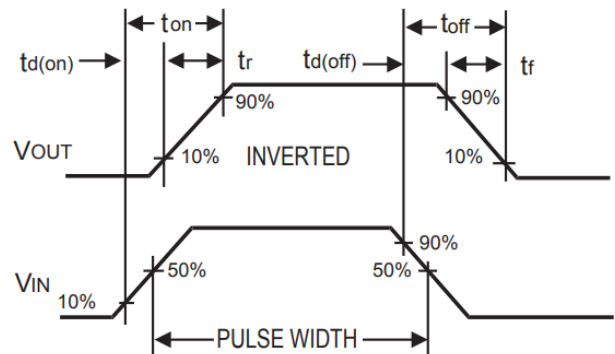 ton toff
td(on) tr td(off) tf
90% 90%
VOUT 10% INVERTED 10%
90%
50% 50%
VIN 10%
PULSE WIDTH